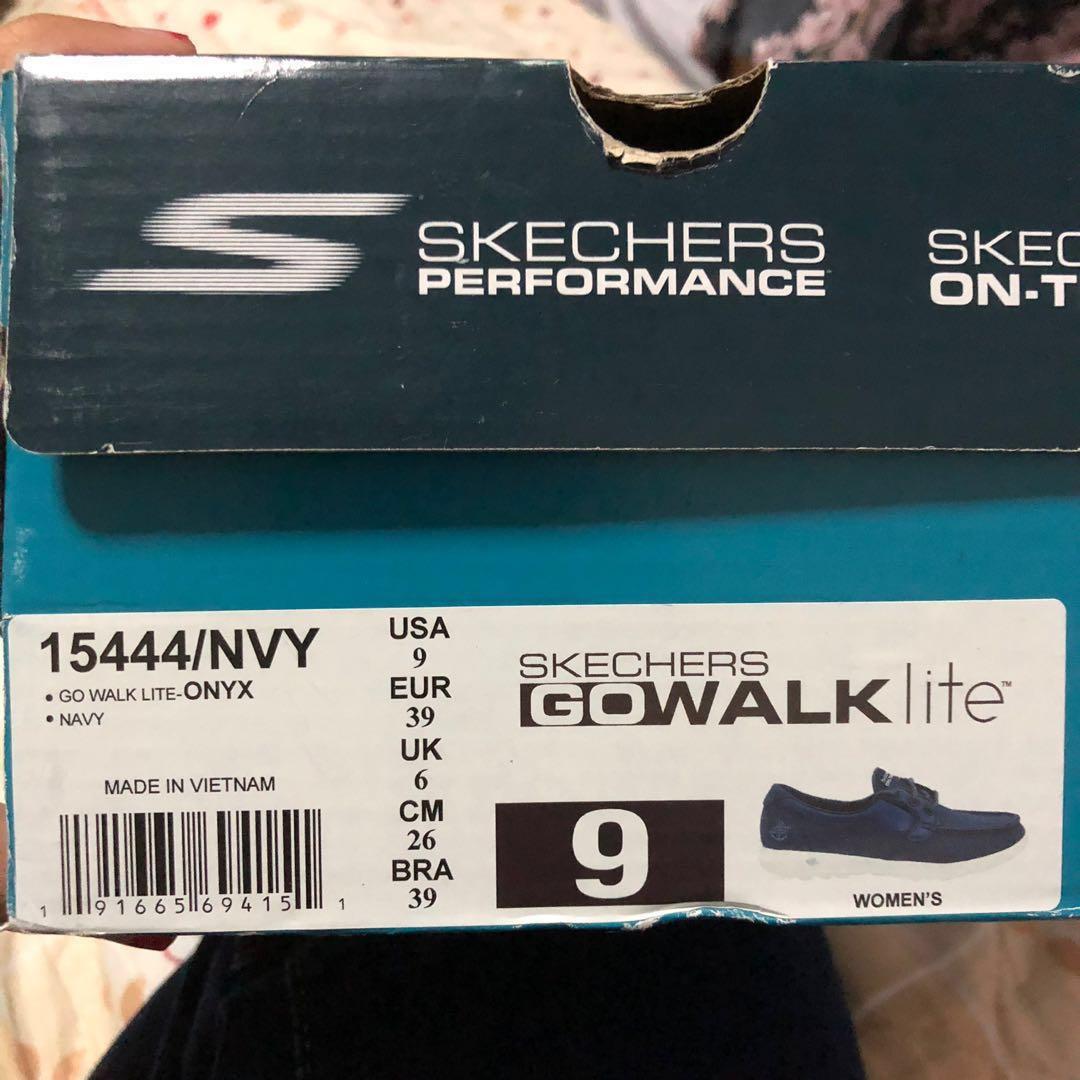 SKECHERS
PERFORMANCE
SKEC
ON-T
15444/NVY
• GO WALK LITE-ONYX
• NAVY
MADE IN VIETNAM
1 91665 69415 1
USA
9
EUR
39
UK
6
CM
26
BRA
39
SKECHERS
GOWALK lite™
9
WOMEN'S